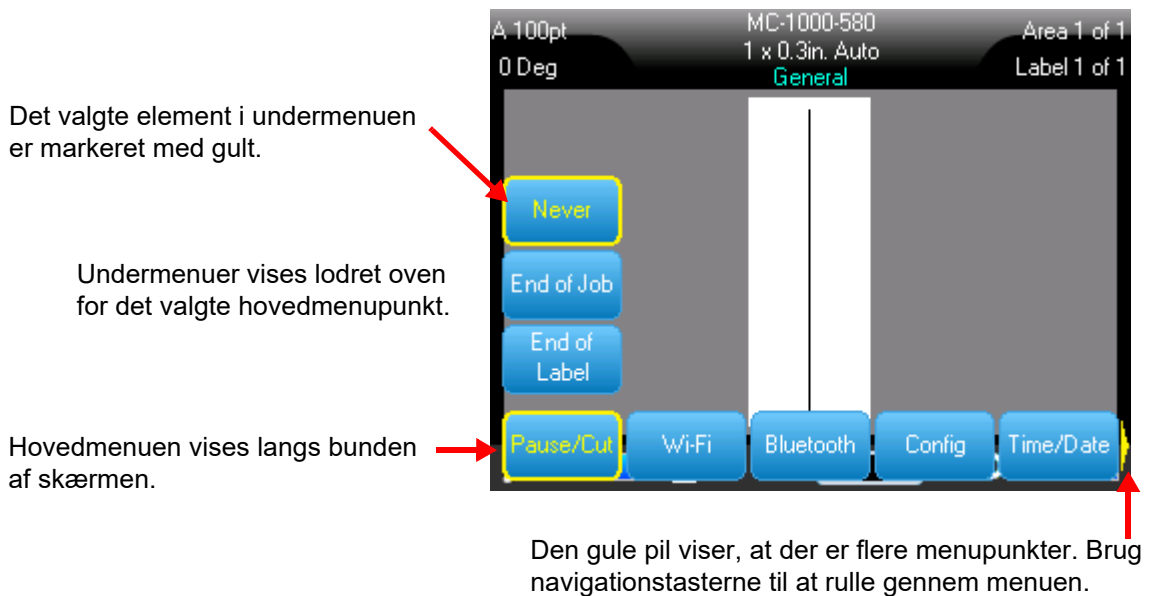 A 100pt
MC-1000-580
Area 1 of 1
1 x 0.3in. Auto
0 Deg
General
Label 1 of 1
Det valgte element i undermenuen
er markeret med gult.
Never
Undermenuer vises lodret oven
for det valgte hovedmenupunkt.
End of Job
End of
Label
Hovedmenuen vises langs bunden
af skærmen.
Pause/Cut
Wi-Fi
Bluetooth
Config
Time/Date
Den gule pil viser, at der er flere menupunkter. Brug
navigationstasterne til at rulle gennem menuen.